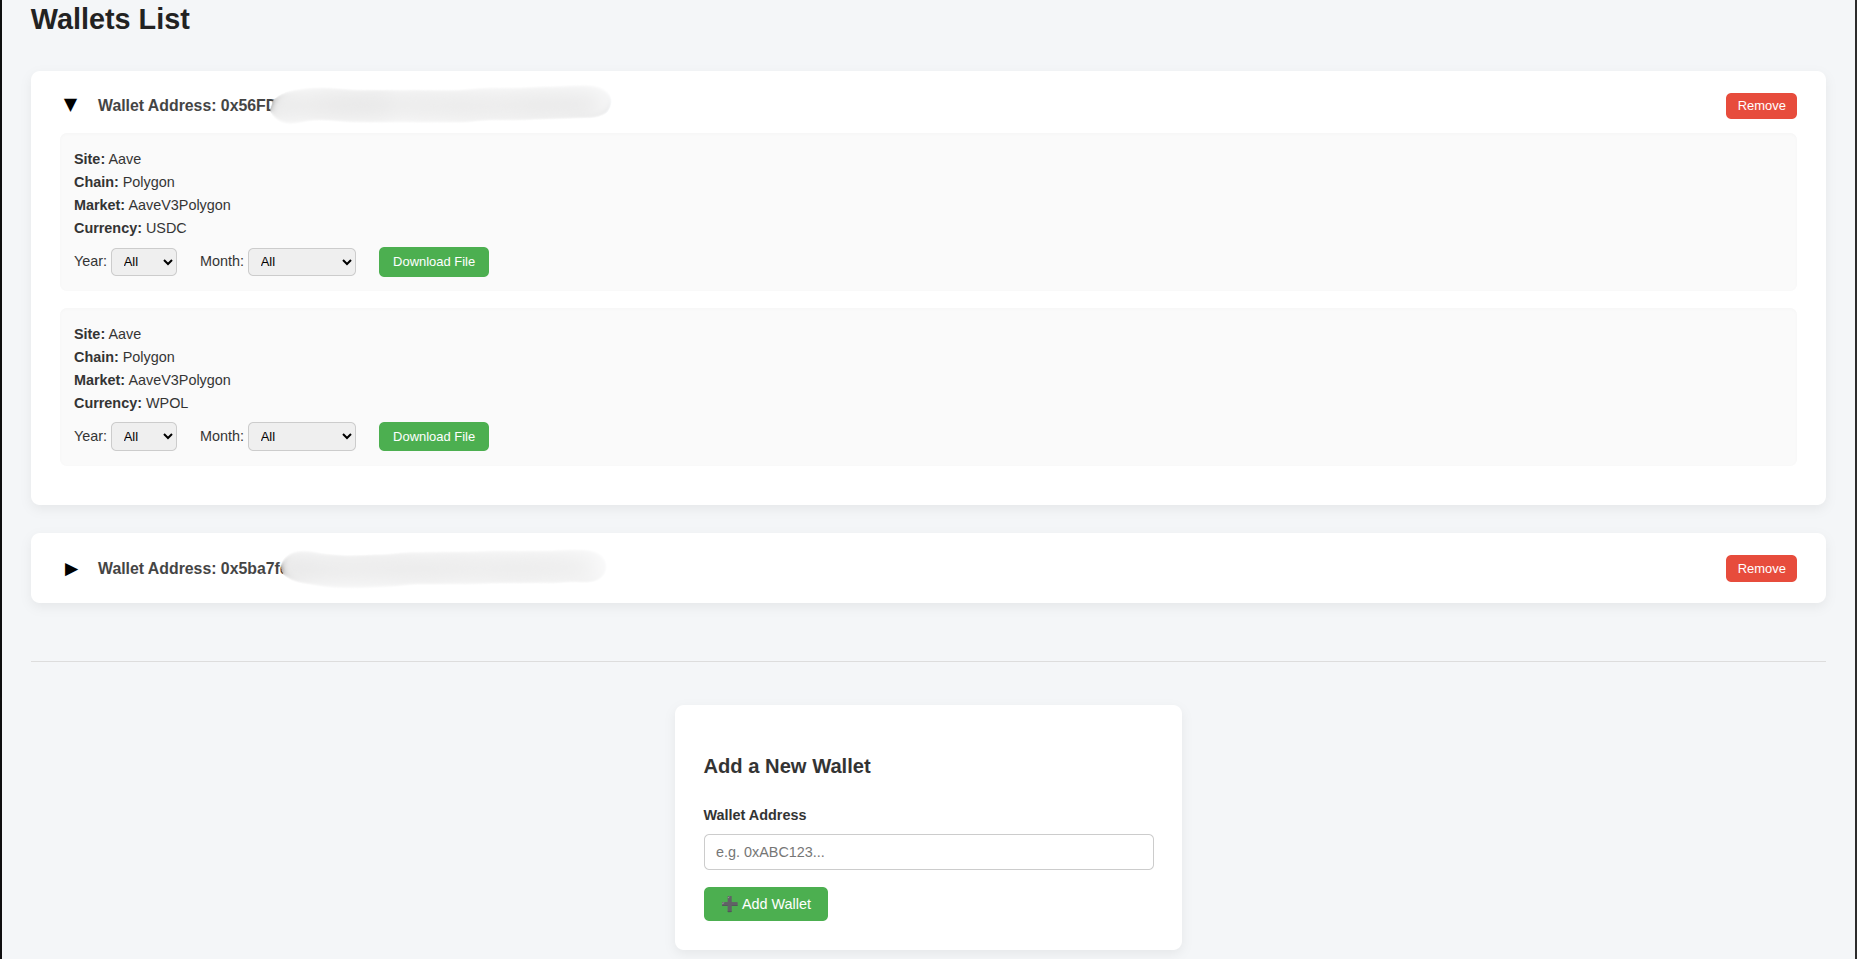 Wallets List
▼ Wallet Address: 0x56FD
Remove
Site: Aave
Chain: Polygon
Market: AaveV3Polygon
Currency: USDC
Year: All Month: All Download File
Site: Aave
Chain: Polygon
Market: AaveV3Polygon
Currency: WPOL
Year: All Month: All Download File
▶ Wallet Address: 0x5ba7f
Remove
Add a New Wallet
Wallet Address
e.g. 0xABC123...
➕ Add Wallet